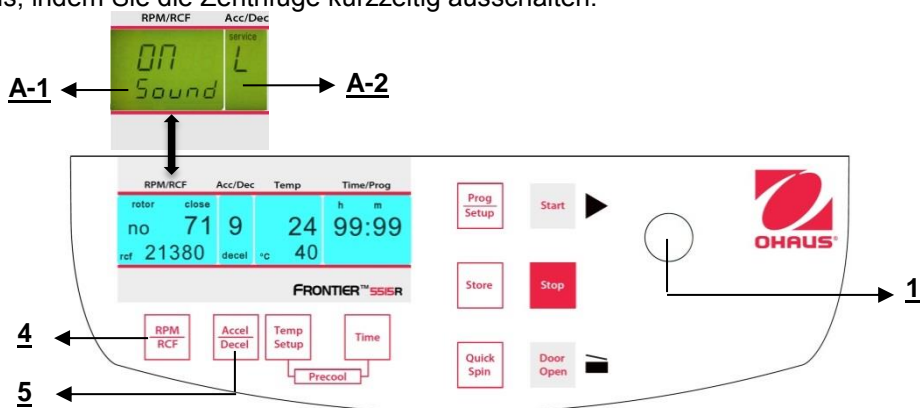 indem Sie die Zentrifuge kurzzeitig ausschalten.
RPM/RCF Acc/Dec
service
ON L
Sound
A-1 A-2
RPM/RCF Acc/Dec Temp Time/Prog
rotor close h m
no 71 9 24 99:99
rcf 21380 decel °C 40
FRONTIER™ 5515R
RPM
RCF
Accel
Decel
Temp
Setup
Time
Precool
4
5
Prog
Setup
Start
Store
Stop
Quick
Spin
Door
Open
OHAUS®
1